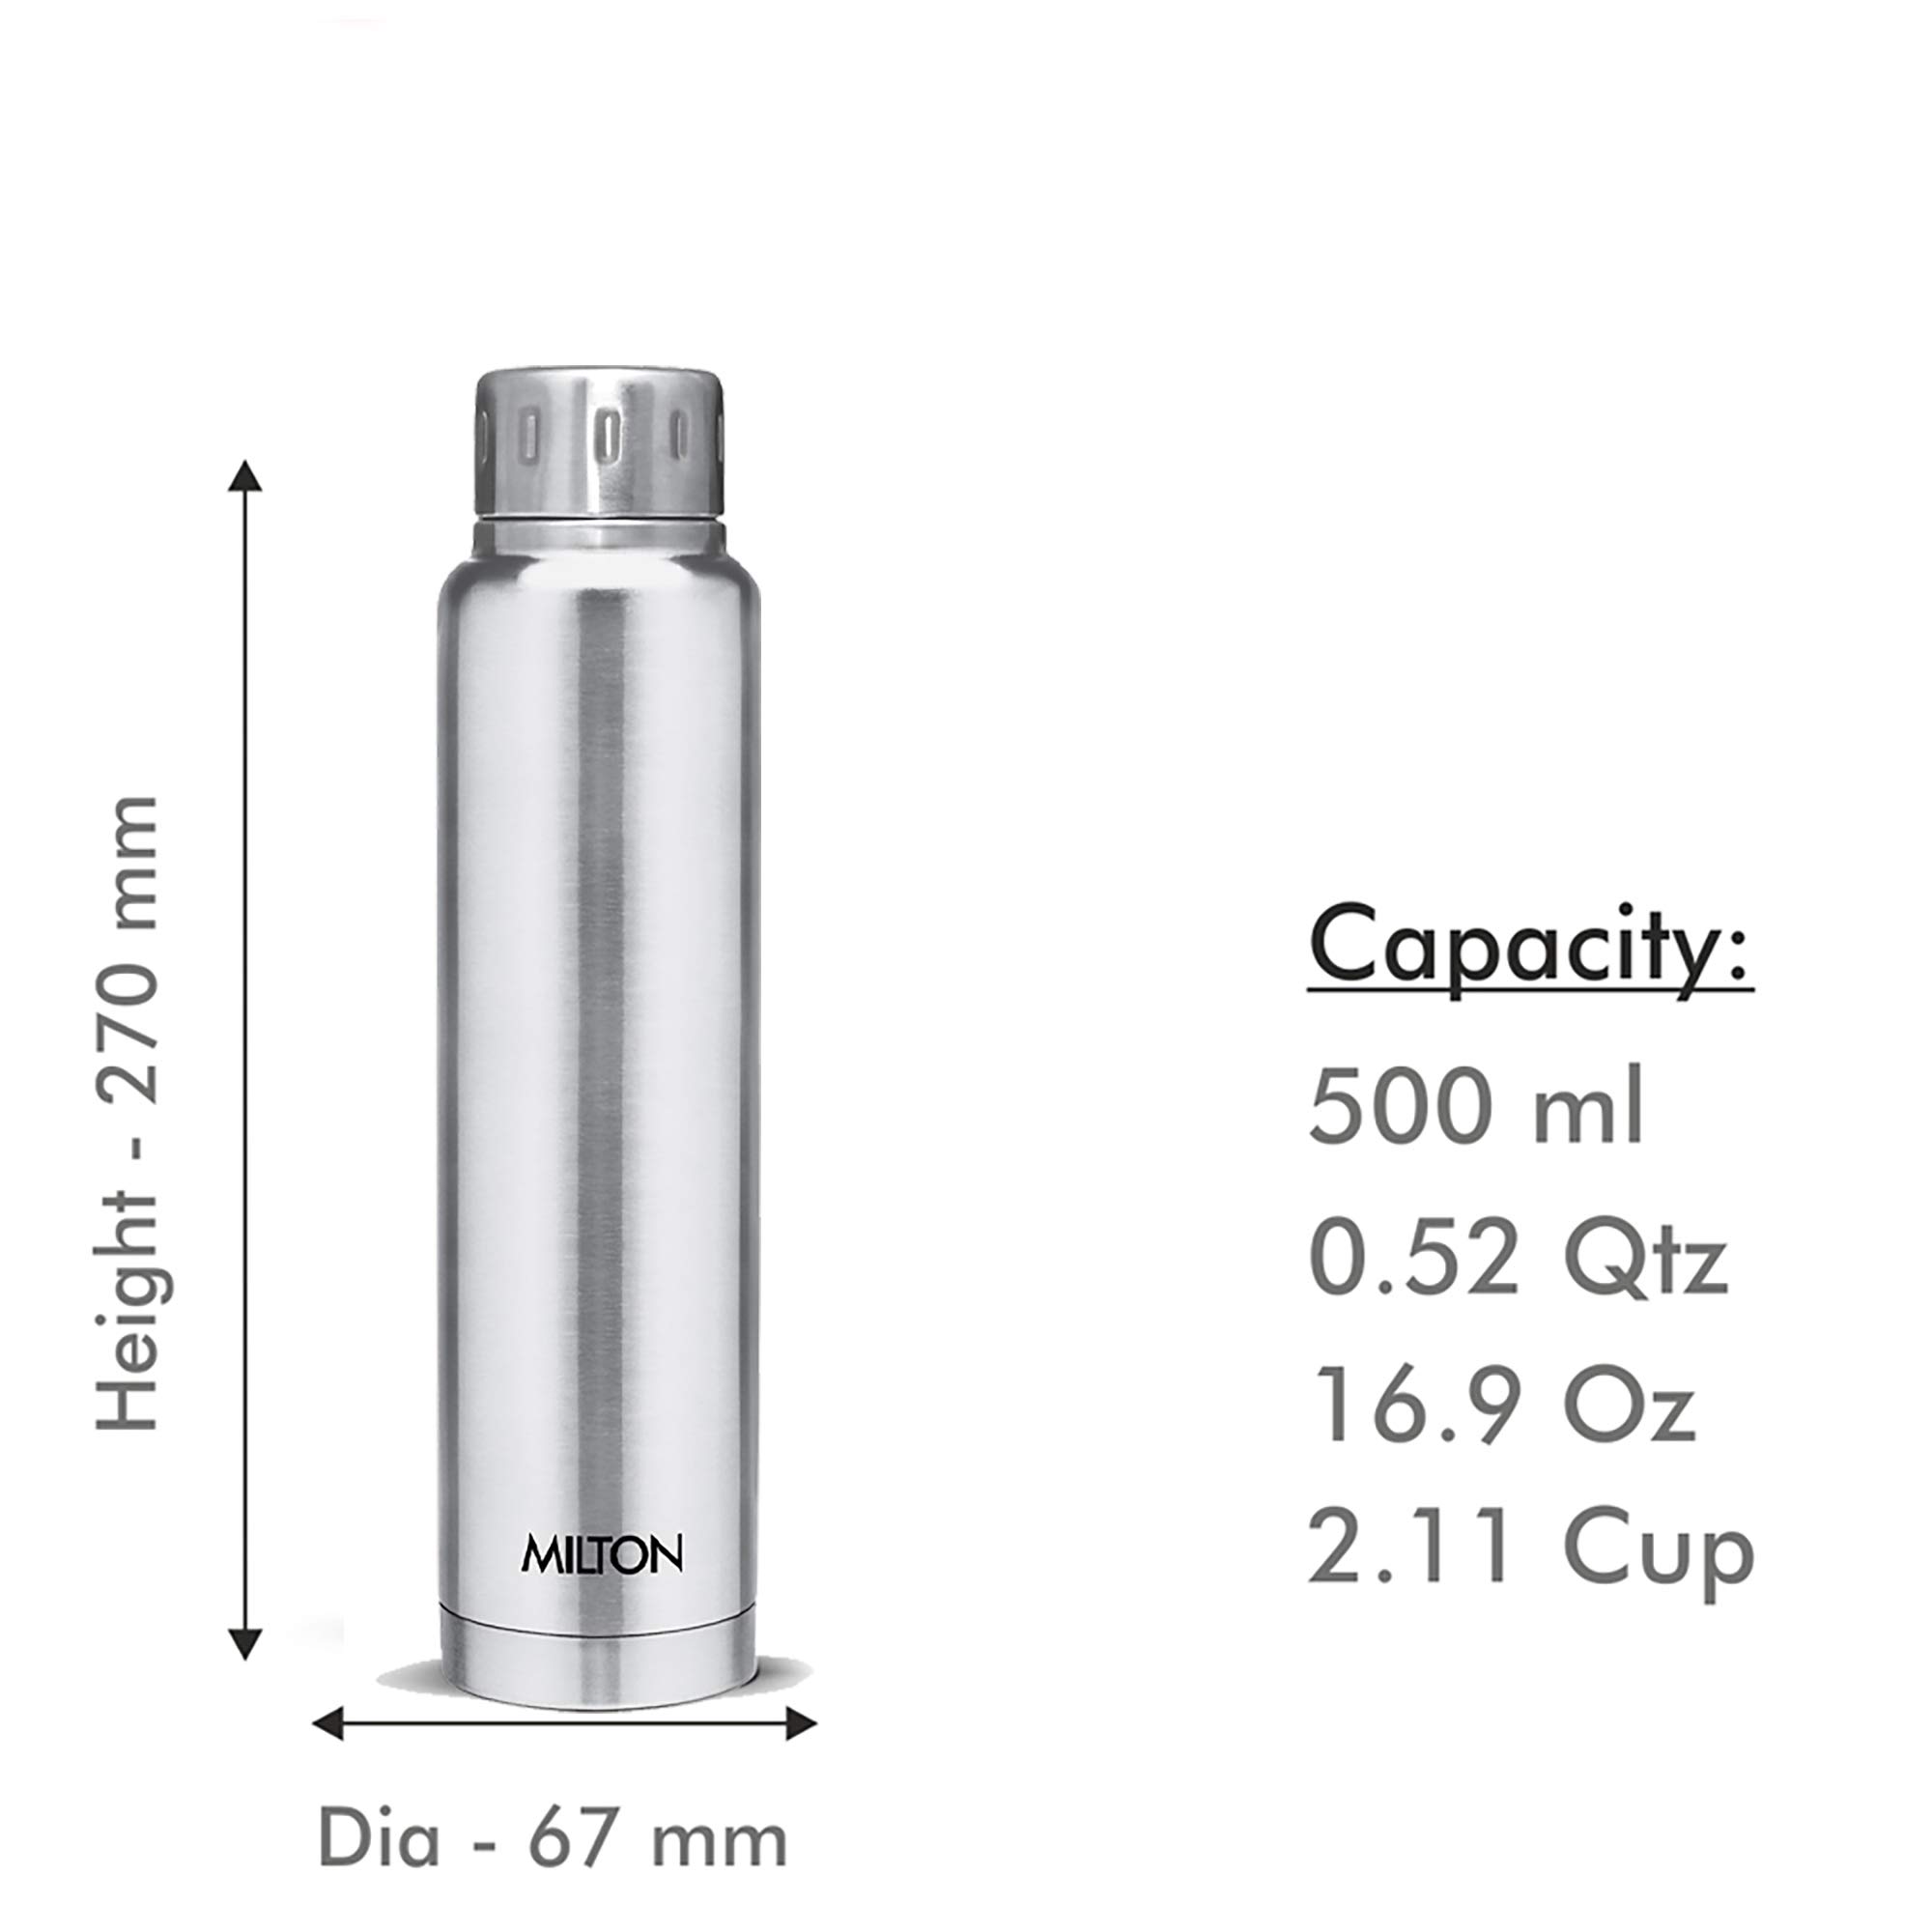 Height - 270 mm
MILTON
Dia - 67 mm
Capacity:
500 ml
0.52 Qtz
16.9 Oz
2.11 Cup